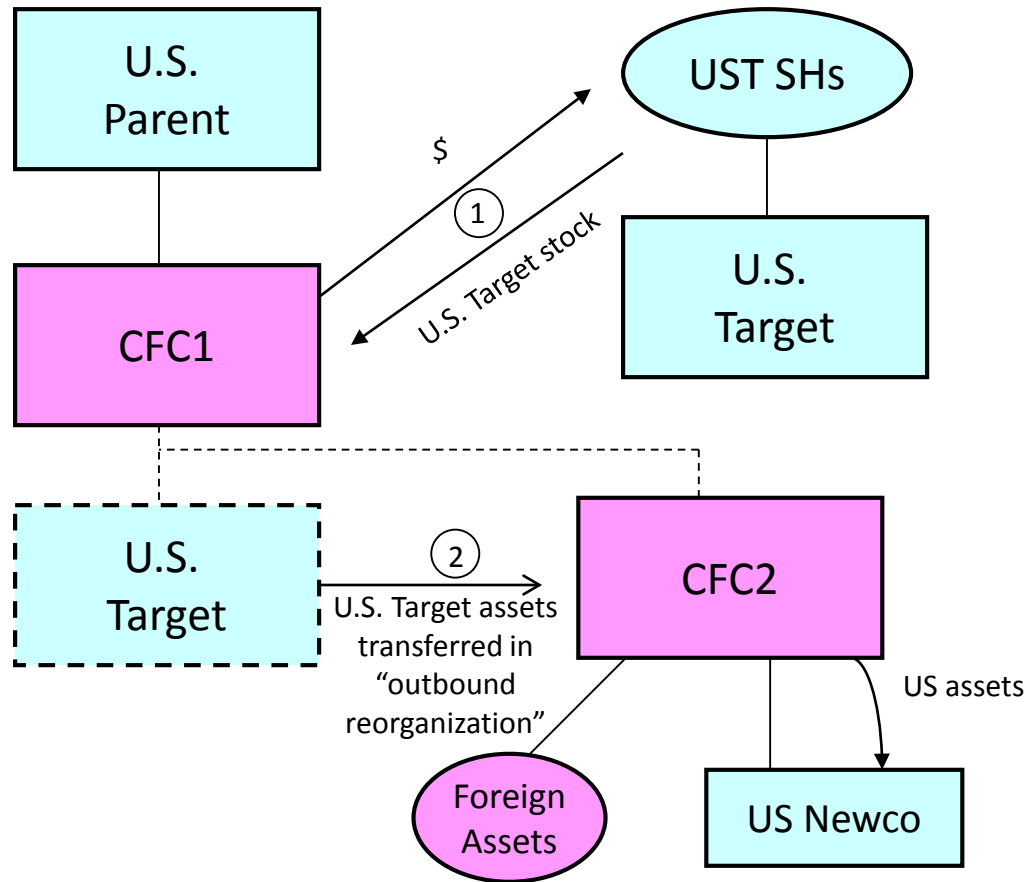 U.S.
Parent
UST SHs
$
1
U.S. Target stock
U.S.
Target
CFC1
U.S.
Target
2
U.S. Target assets
transferred in
“outbound
reorganization”
CFC2
US assets
Foreign
Assets
US Newco